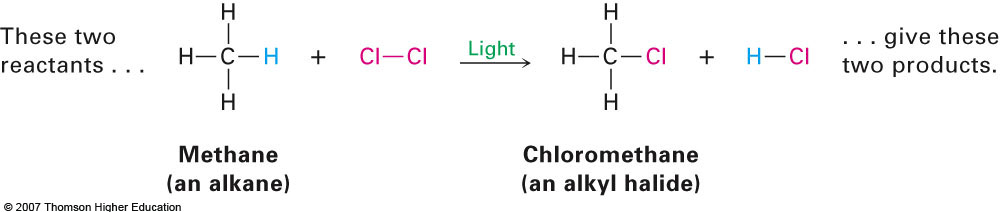 These two
reactants . . .
H
H—C—H + Cl—Cl
H
Light
H
H—C—Cl + H—Cl
H
. . . give these
two products.
Methane
(an alkane)
Chloromethane
(an alkyl halide)
© 2007 Thomson Higher Education